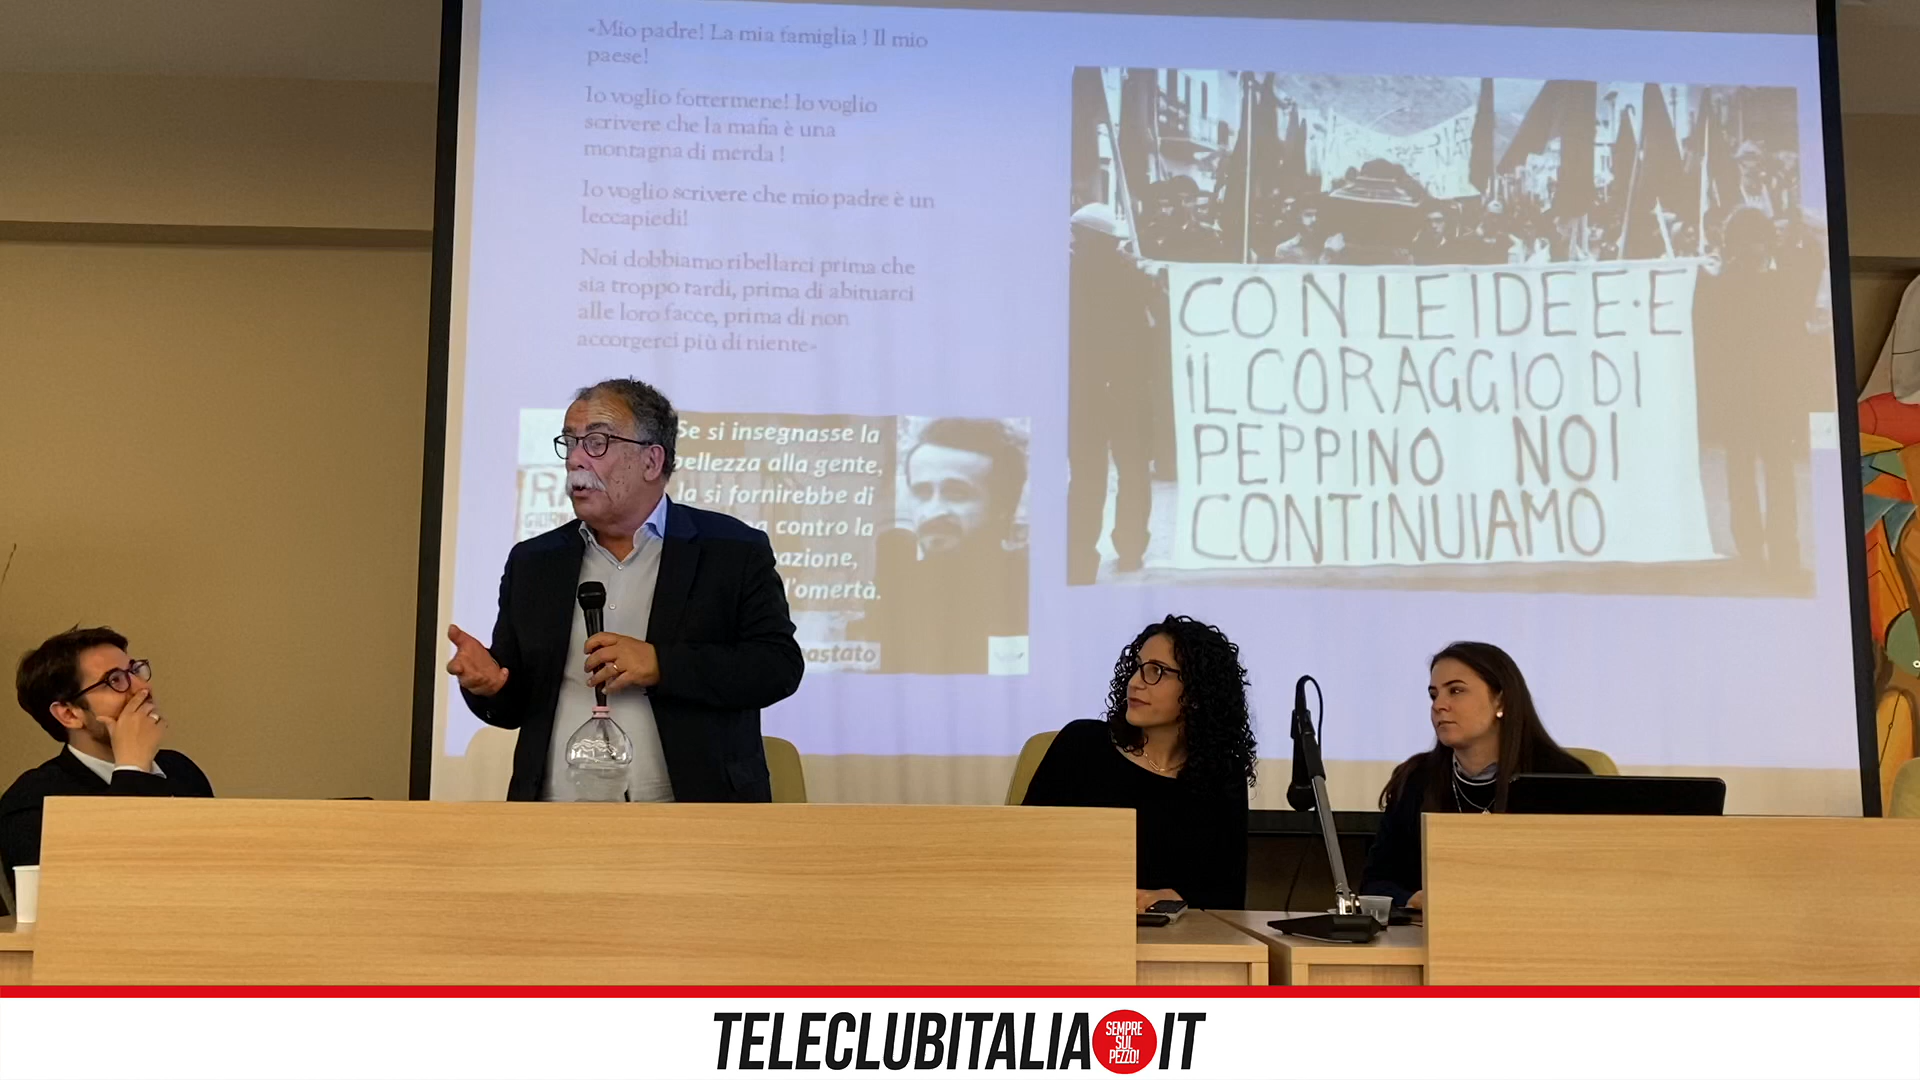 «Mio padre! La mia famiglia ! Il mio
paese!
Io voglio fottermene! Io voglio
scrivere che la mafia è una
montagna di merda !
Io voglio scrivere che mio padre è un
leccapiedi!
Noi dobbiamo ribellarci prima che
sia troppo tardi, prima di abituarci
alle loro facce, prima di non
accorgerci più di niente»
Se si insegnasse la
bellezza alla gente,
la si fornirebbe di
contro la
l'omertà.
CON LE IDEE E·E
IL CORAGGIO DI
PEPPINO NOI
CONTINUIAMO
TELECLUBITALIA.IT
SEMPRE
SUL
PEZZO!